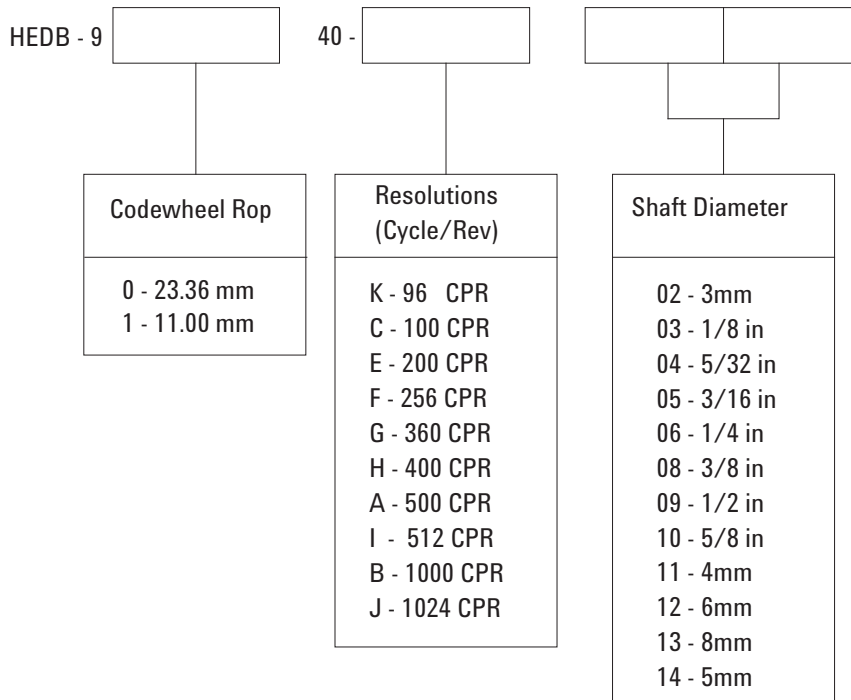 HEDB - 9 40 -
Codewheel Rop
0 - 23.36 mm
1 - 11.00 mm
Resolutions
(Cycle/Rev)
K - 96 CPR
C - 100 CPR
E - 200 CPR
F - 256 CPR
G - 360 CPR
H - 400 CPR
A - 500 CPR
I - 512 CPR
B - 1000 CPR
J - 1024 CPR
Shaft Diameter
02 - 3mm
03 - 1/8 in
04 - 5/32 in
05 - 3/16 in
06 - 1/4 in
08 - 3/8 in
09 - 1/2 in
10 - 5/8 in
11 - 4mm
12 - 6mm
13 - 8mm
14 - 5mm